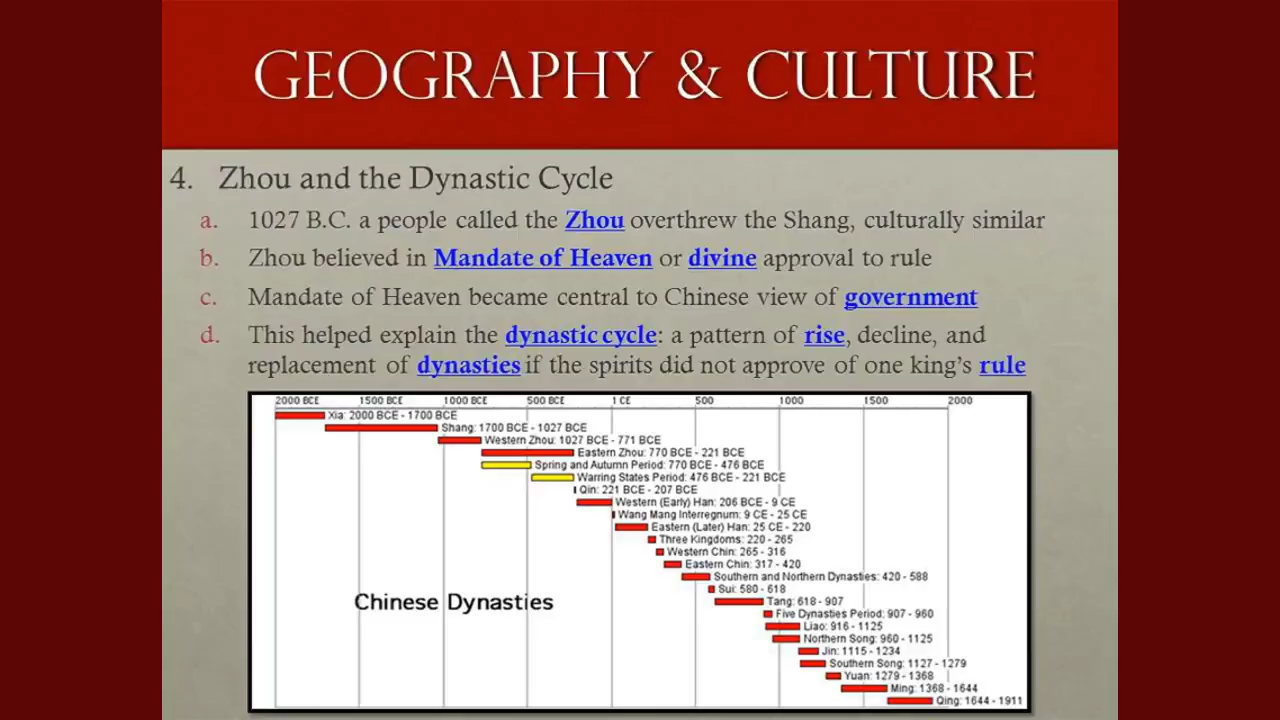 GEOGRAPHY & CULTURE
4. Zhou and the Dynastic Cycle
a. 1027 B.C. a people called the Zhou overthrew the Shang, culturally similar
b. Zhou believed in Mandate of Heaven or divine approval to rule
c. Mandate of Heaven became central to Chinese view of government
d. This helped explain the dynastic cycle: a pattern of rise, decline, and
replacement of dynasties if the spirits did not approve of one king's rule
2000 BCE 1500 BCE 1000 BCE 500 BCE 1 CE 500 1000 1500 2000
Xia: 2000 BCE - 1700 BCE
Shang: 1700 BCE - 1027 BCE
Western Zhou: 1027 BCE - 771 BCE
Eastern Zhou: 770 BCE - 221 BCE
Spring and Autumn Period: 770 BCE - 476 BCE
Warring States Period: 476 BCE - 221 BCE
Qin: 221 BCE - 207 BCE
Western (Early) Han: 206 BCE - 9 CE
Wang Mang Interregnum: 9 CE - 25 CE
Eastern (Later) Han: 25 CE - 220
Three Kingdoms: 220 - 265
Western Chin: 265 - 316
Eastern Chin: 317 - 420
Southern and Northern Dynasties: 420 - 588
Sui: 580 - 618
Tang: 618 - 907
Chinese Dynasties
Five Dynasties Period: 907 - 960
Liao: 916 - 1125
Northern Song: 960 - 1125
Jin: 1115 - 1234
Southern Song: 1127 - 1279
Yuan: 1279 - 1368
Ming: 1368 - 1644
Qing: 1644 - 1911